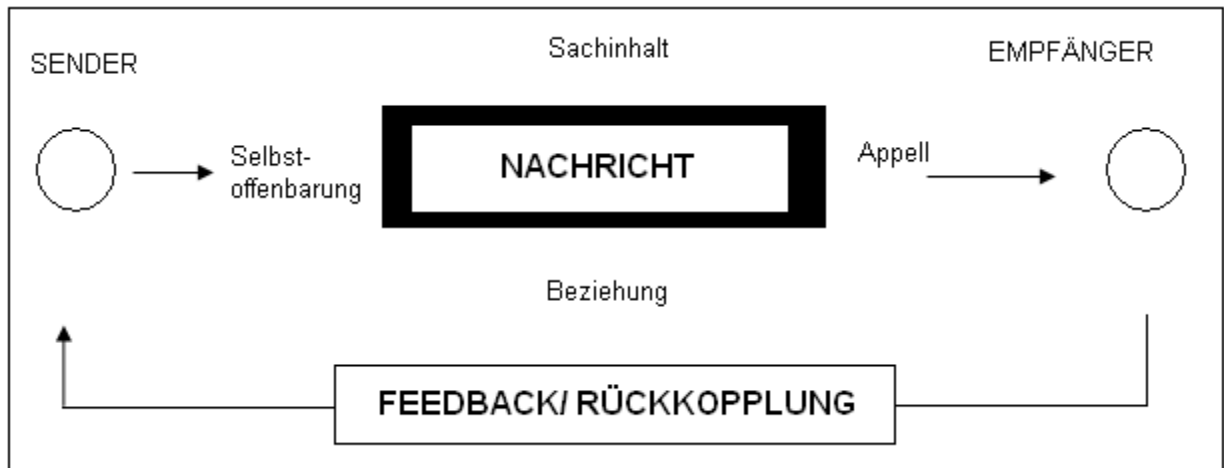 Sachinhalt
SENDER
EMPFÄNGER
Selbst-
offenbarung
NACHRICHT
Appell
Beziehung
FEEDBACK/ RÜCKKOPPLUNG